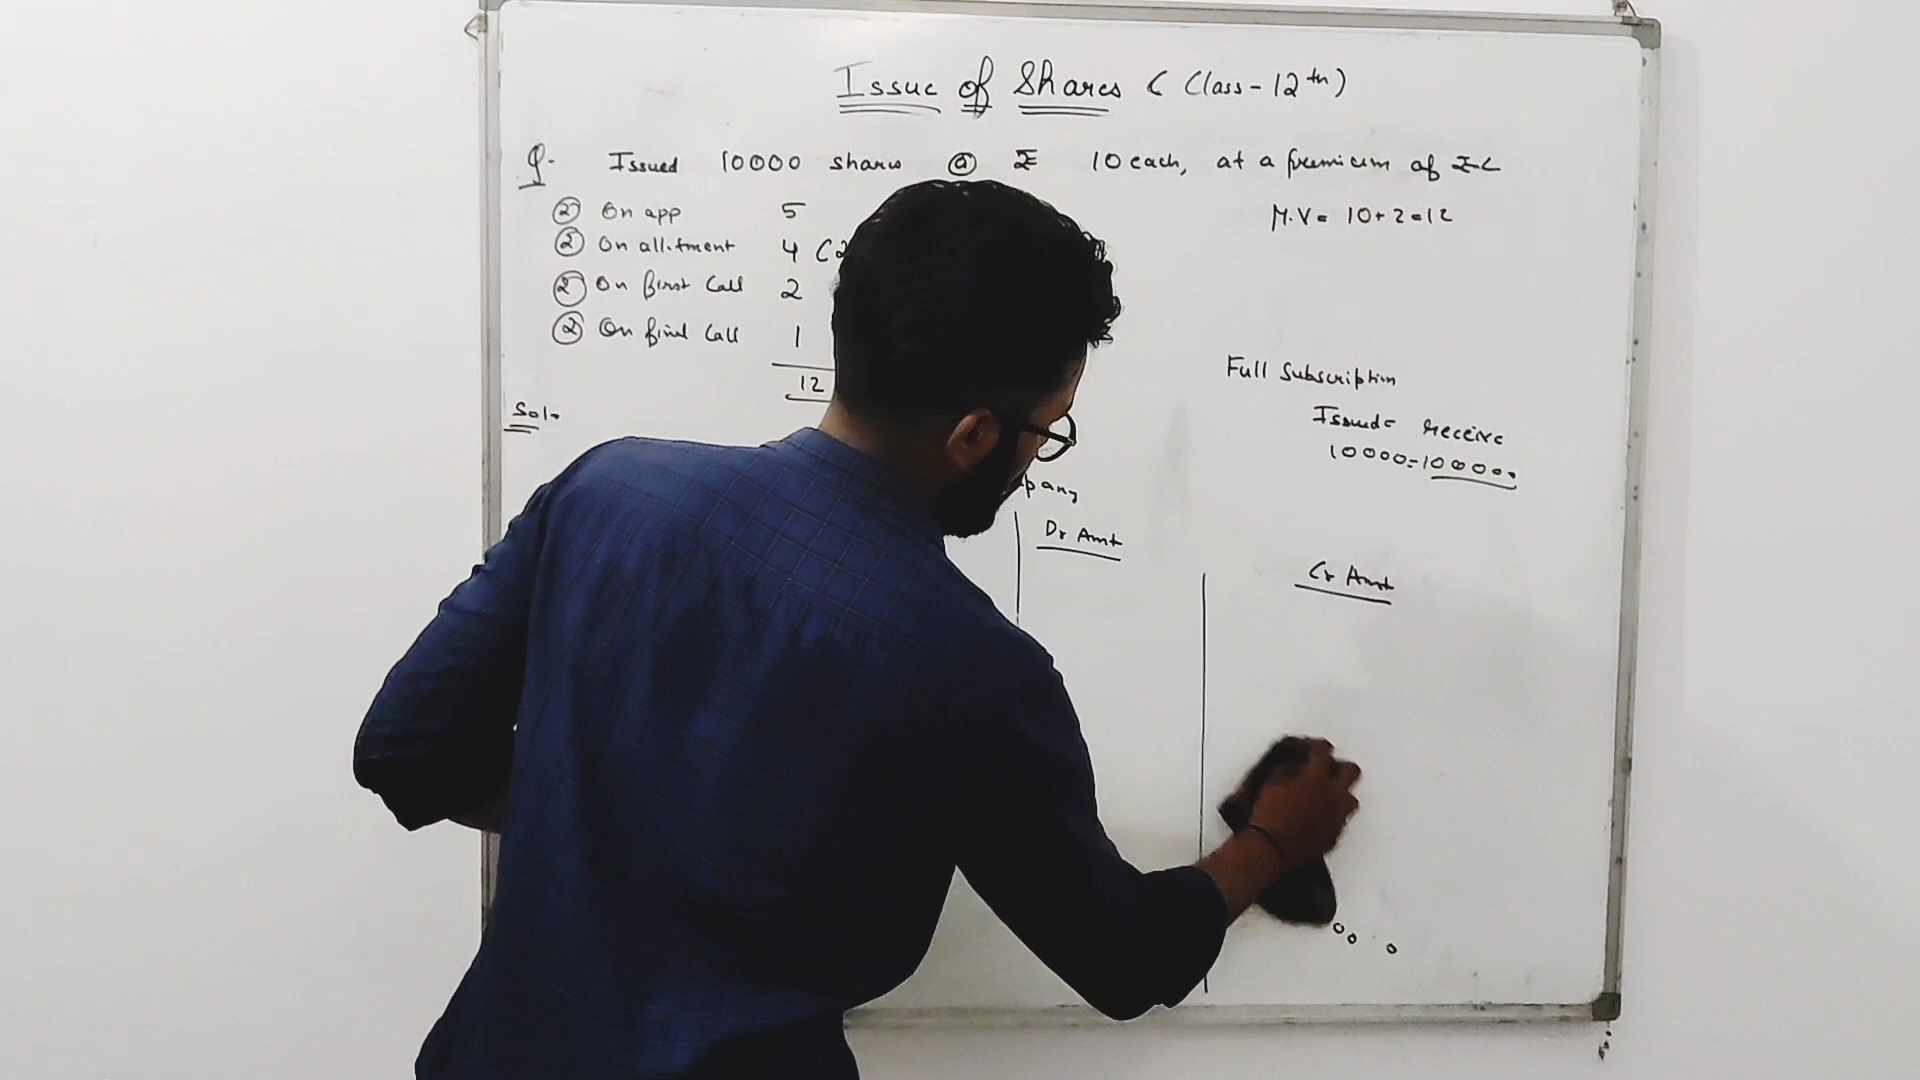 Issue of Shares ( Class - 12th )
Q- Issued 10000 shares @ ₹ 10 each, at a premium of ₹2
② On app 5
M.V = 10 + 2 = 12
② On allotment 4 (2
② On first call 2
② On final call 1
12
Full Subscription
Soln
Issued = receive
10000 = 10000
pany
Dr Amt
Cr Amt